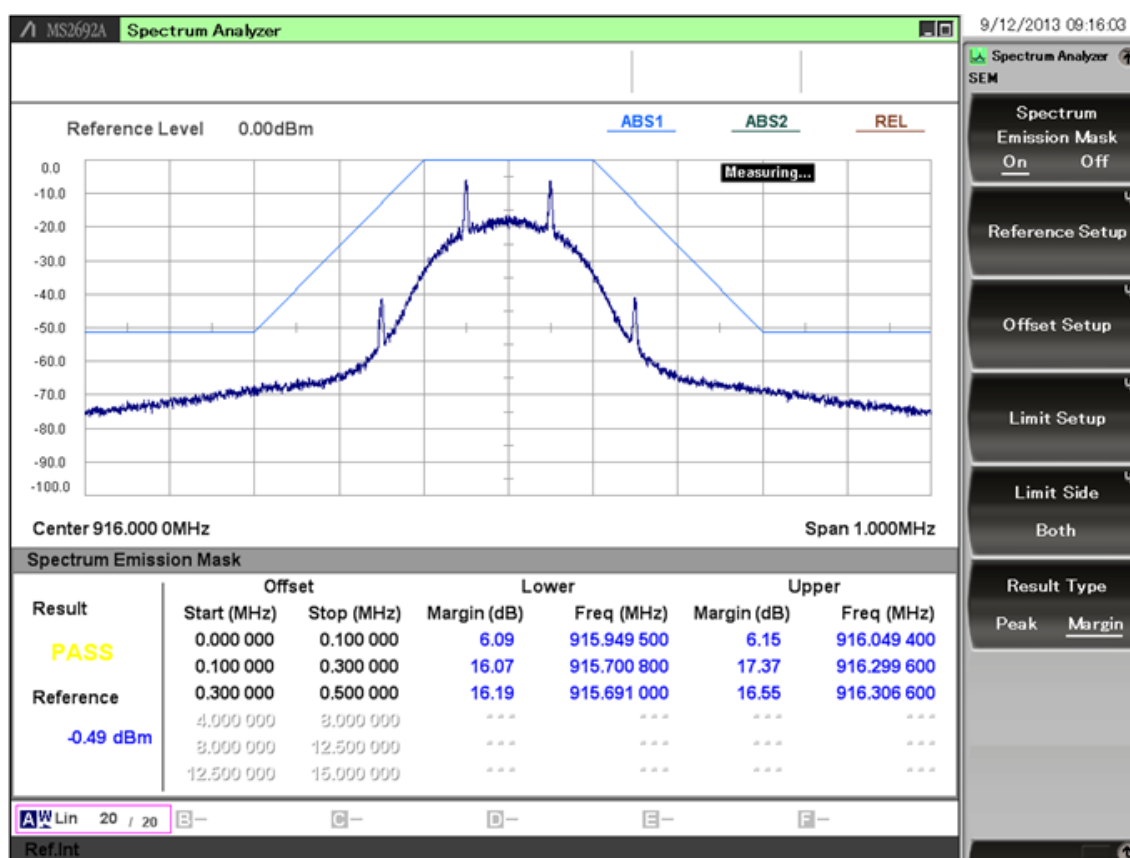 MS2692A Spectrum Analyzer
9/12/2013 09:16:03
Reference Level 0.00dBm
ABS1 ABS2 REL
Measuring...
0.0
-10.0
-20.0
-30.0
-40.0
-50.0
-60.0
-70.0
-80.0
-90.0
-100.0
Center 916.000 0MHz Span 1.000MHz
Spectrum Emission Mask
Offset Lower Upper
Result Start (MHz) Stop (MHz) Margin (dB) Freq (MHz) Margin (dB) Freq (MHz)
0.000 000 0.100 000 6.09 915.949 500 6.15 916.049 400
PASS
0.100 000 0.300 000 16.07 915.700 800 17.37 916.299 600
Reference 0.300 000 0.500 000 16.19 915.691 000 16.55 916.306 600
4.000 000 8.000 000 --- --- --- ---
-0.49 dBm
8.000 000 12.500 000 --- --- --- ---
12.500 000 15.000 000 --- --- --- ---
A W Lin 20 / 20 B- C- D- E- F-
Ref.Int
Spectrum Analyzer
SEM
Spectrum
Emission Mask
On Off
Reference Setup
Offset Setup
Limit Setup
Limit Side
Both
Result Type
Peak Margin